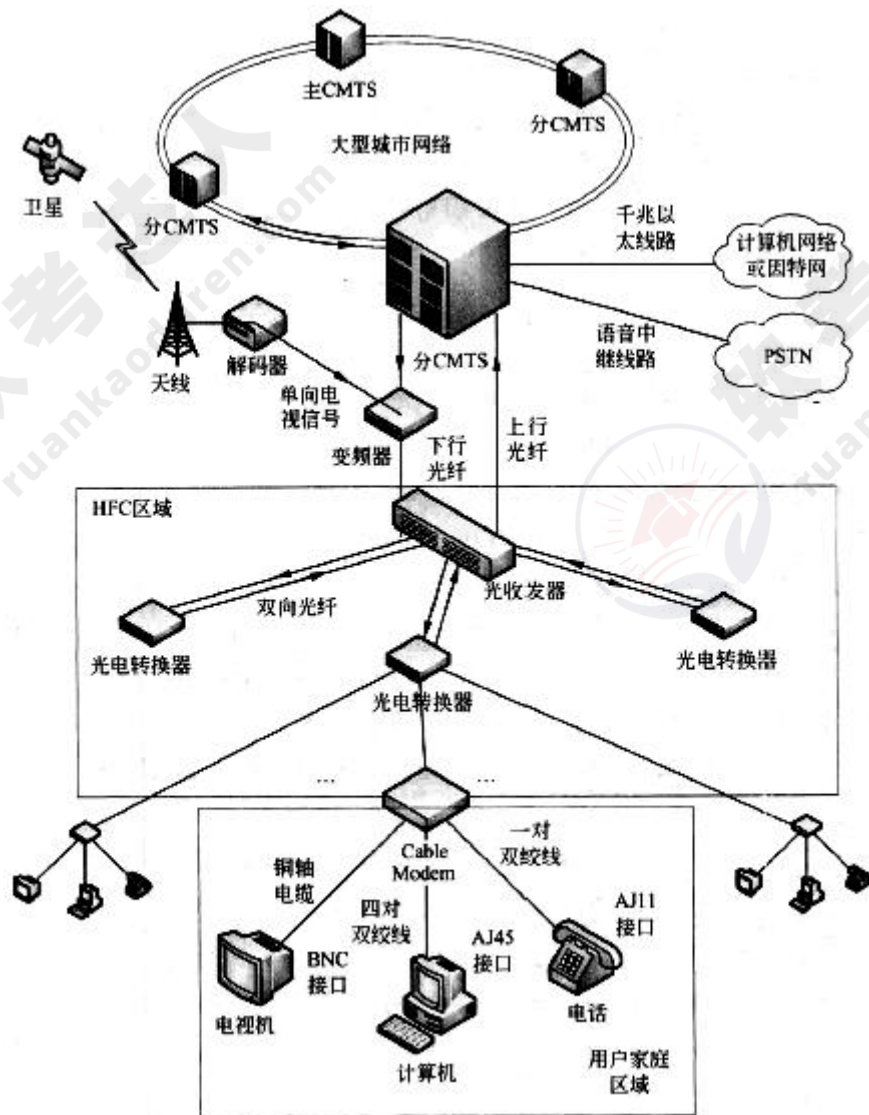 主CMTS
分CMTS
大型城市网络
卫星
分CMTS
千兆以
太线路
计算机网络
或因特网
语音中
继线路
PSTN
天线
解码器
分CMTS
单向电
视信号
变频器
下行
光纤
上行
光纤
HFC区域
光收发器
双向光纤
光电转换器
光电转换器
光电转换器
…
…
Cable
Modem
一对
双绞线
铜轴
电缆
四对
双绞线
AJ11
接口
BNC
接口
AJ45
接口
电视机
电话
计算机
用户家庭
区域
ruankaodaren.com
软考达人